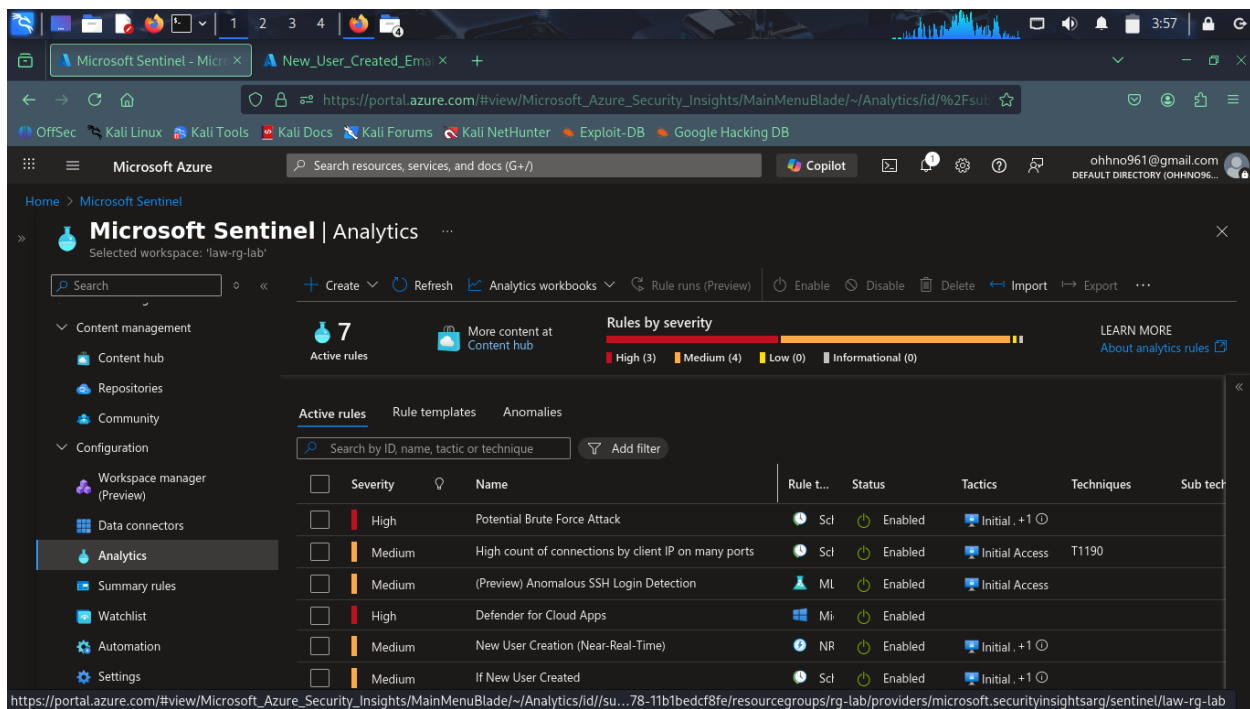 1 2 3 4 4 3:57
Microsoft Sentinel - Micro New_User_Created_Emai
https://portal.azure.com/#view/Microsoft_Azure_Security_Insights/MainMenuBlade/~/Analytics/id/%2Fsub
OffSec Kali Linux Kali Tools Kali Docs Kali Forums Kali NetHunter Exploit-DB Google Hacking DB
Microsoft Azure Search resources, services, and docs (G+/) Copilot 1 ohhno961@gmail.com
DEFAULT DIRECTORY (OHHNO96...
Home > Microsoft Sentinel
Microsoft Sentinel | Analytics ...
Selected workspace: 'law-rg-lab'
Search
Create Refresh Analytics workbooks Rule runs (Preview) Enable Disable Delete Import Export ...
Content management
Content hub
Repositories
Community
Configuration
Workspace manager
(Preview)
Data connectors
Analytics
Summary rules
Watchlist
Automation
Settings
7
Active rules
More content at
Content hub
Rules by severity
High (3) Medium (4) Low (0) Informational (0)
LEARN MORE
About analytics rules
Active rules Rule templates Anomalies
Search by ID, name, tactic or technique Add filter
Severity Name Rule t... Status Tactics Techniques Sub tech
High Potential Brute Force Attack Scl Enabled Initial . +1
Medium High count of connections by client IP on many ports Scl Enabled Initial Access T1190
Medium (Preview) Anomalous SSH Login Detection ML Enabled Initial Access
High Defender for Cloud Apps Mi Enabled
Medium New User Creation (Near-Real-Time) NR Enabled Initial . +1
Medium If New User Created Scl Enabled Initial . +1
https://portal.azure.com/#view/Microsoft_Azure_Security_Insights/MainMenuBlade/~/Analytics/id//su...78-11b1bedcf8fe/resourcegroups/rg-lab/providers/microsoft.securityinsightsarg/sentinel/law-rg-lab